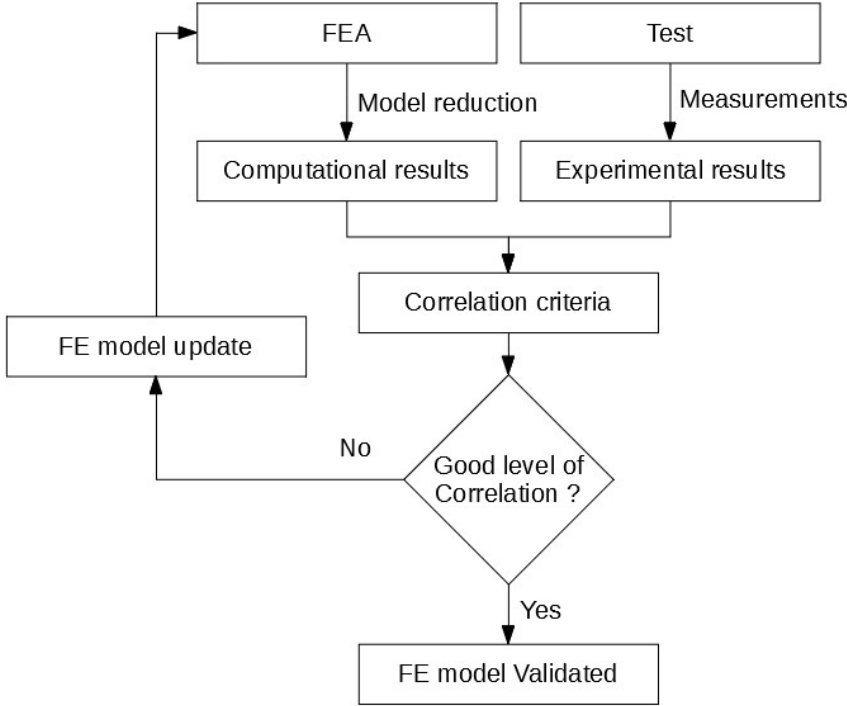 FEA
Test
Model reduction
Measurements
Computational results
Experimental results
Correlation criteria
FE model update
No
Good level of
Correlation ?
Yes
FE model Validated